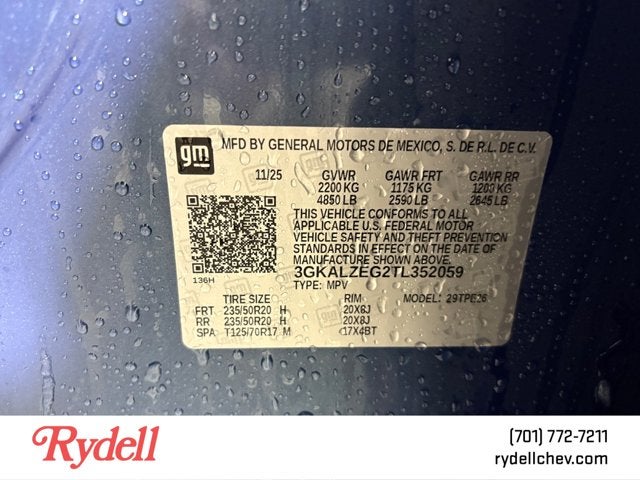 gm
MFD BY GENERAL MOTORS DE MEXICO, S. DE R.L. DE C.V.
11/25 GVWR GAWR FRT GAWR RR
2200 KG 1175 KG 1200 KG
4850 LB 2590 LB 2645 LB
THIS VEHICLE CONFORMS TO ALL
APPLICABLE U.S. FEDERAL MOTOR
VEHICLE SAFETY AND THEFT PREVENTION
STANDARDS IN EFFECT ON THE DATE OF
MANUFACTURE SHOWN ABOVE.
3GKALZEG2TL352059
136H
TYPE: MPV MODEL: 29TPE26
TIRE SIZE RIM
FRT 235/50R20 H 20X8J
RR 235/50R20 H 20X8J
SPA T125/70R17 M 17X4BT
Rydell
(701) 772-7211
rydellchev.com